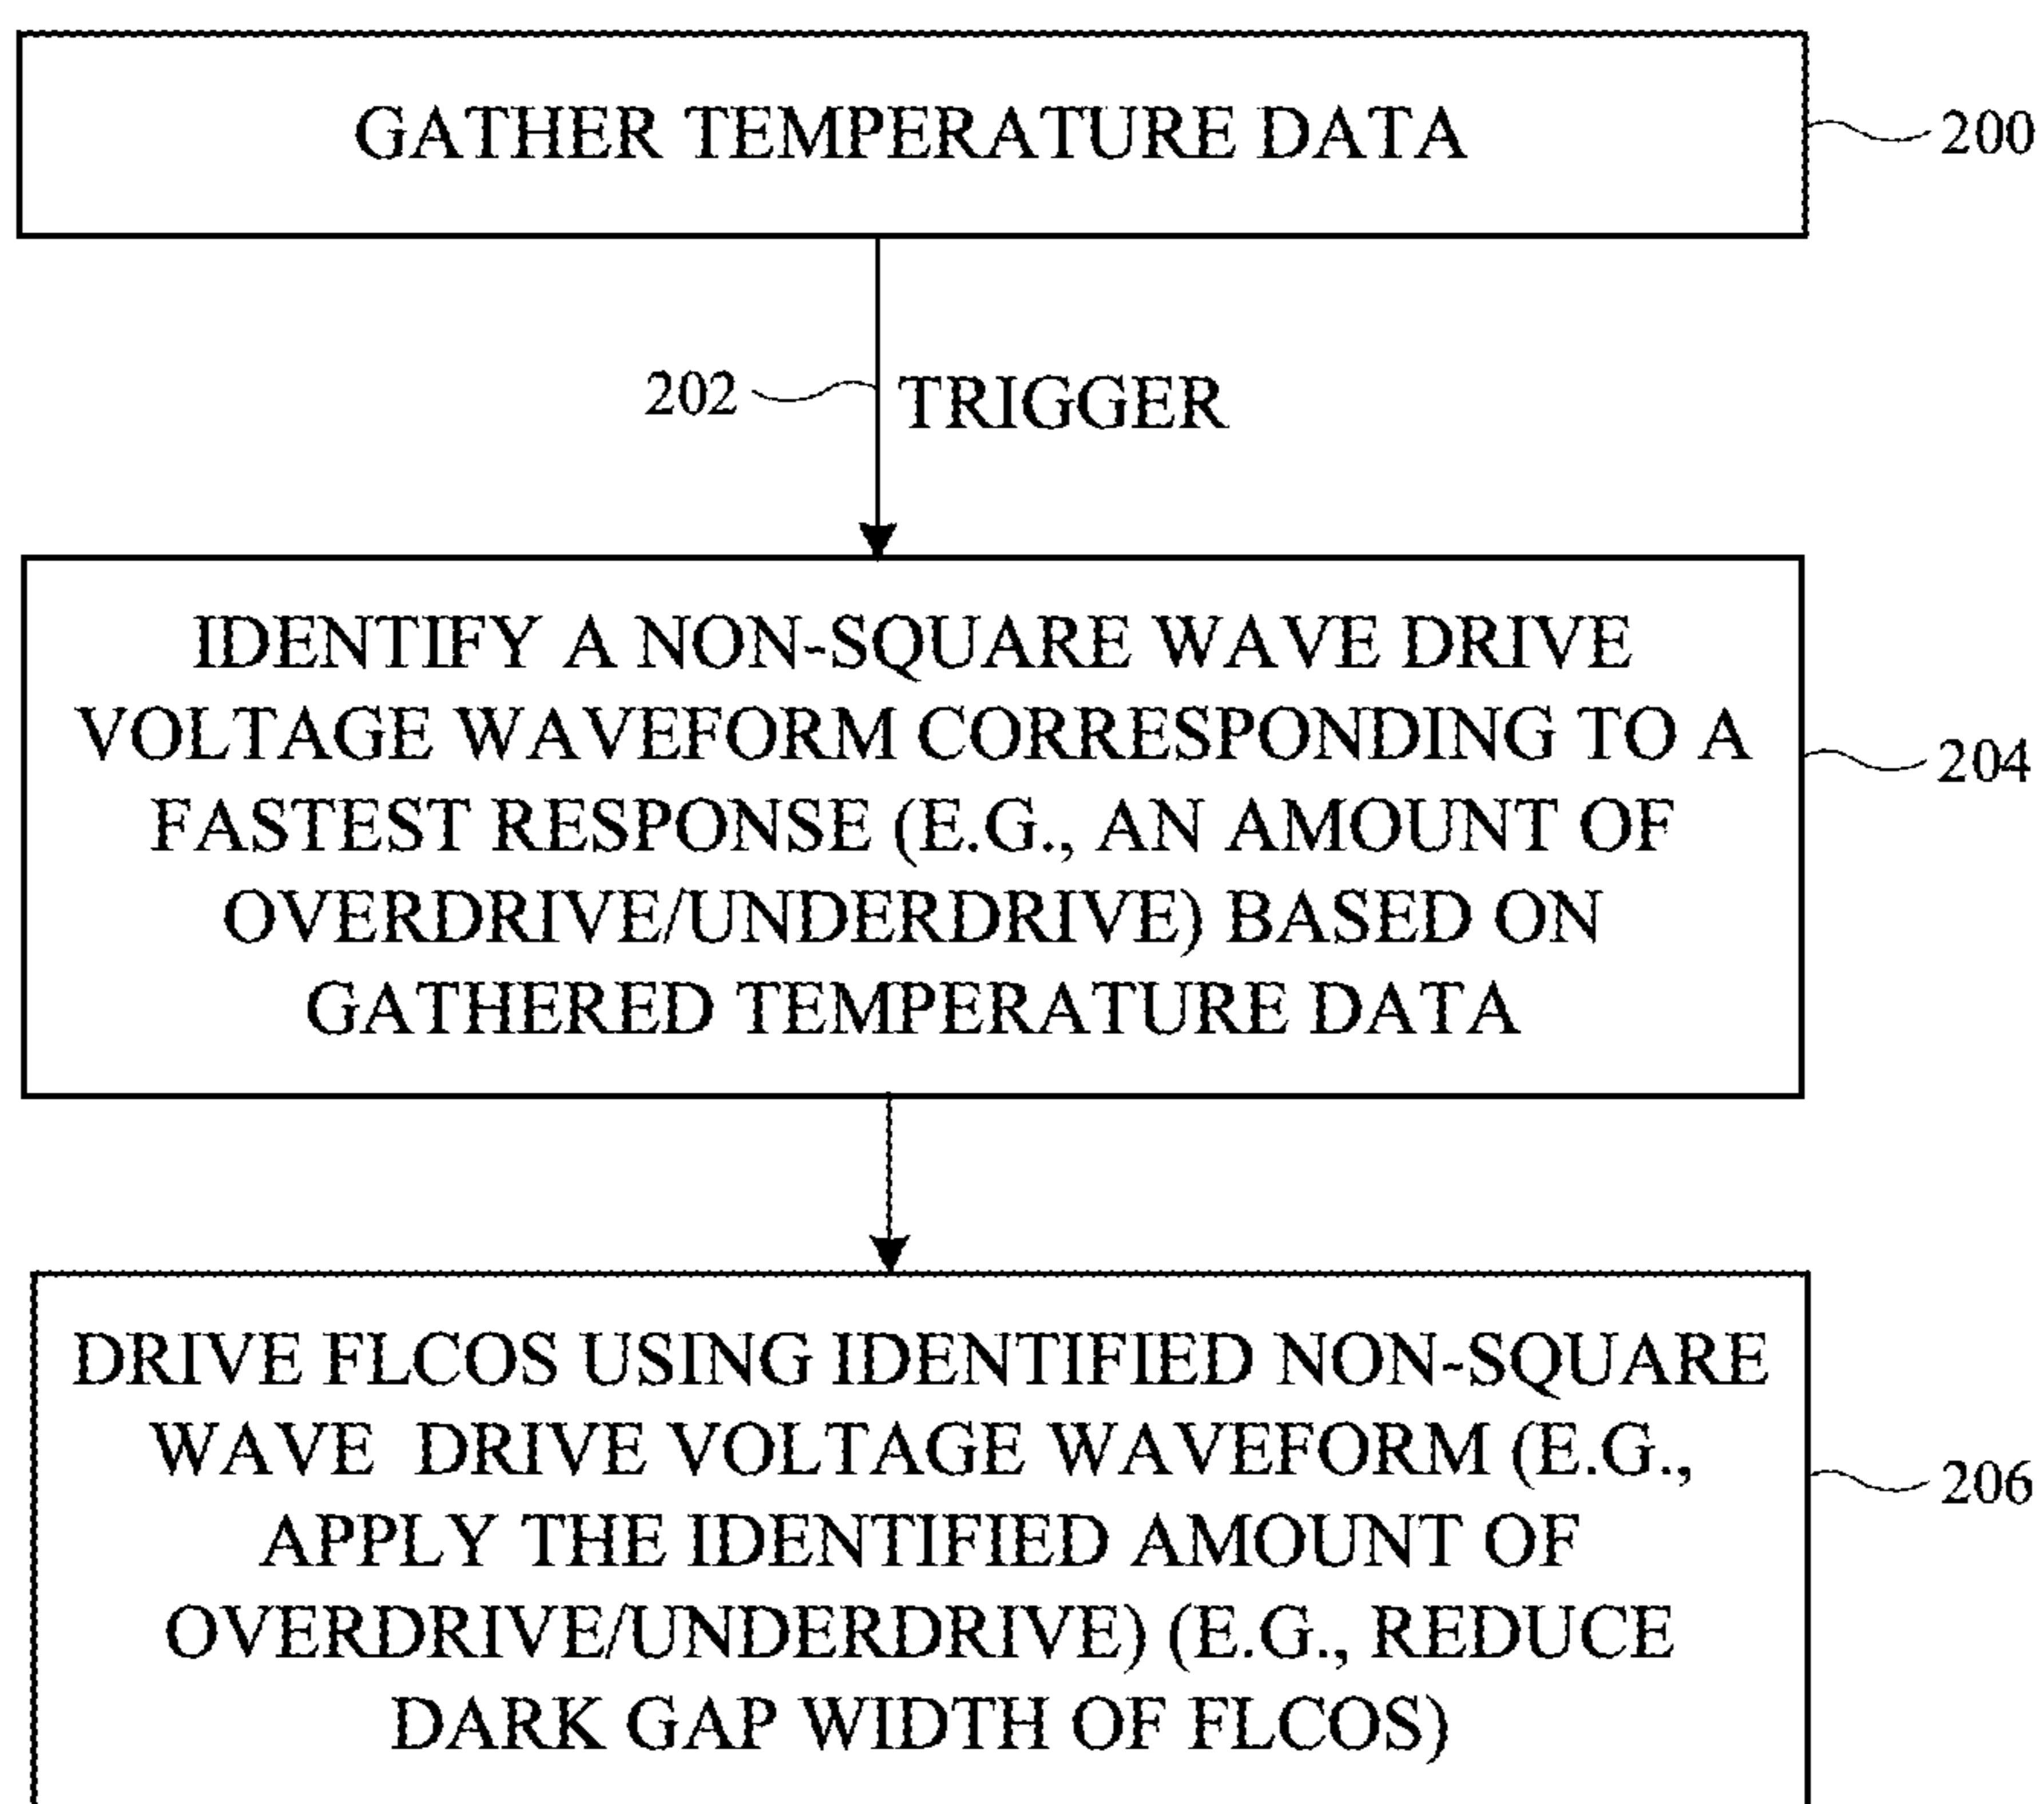 GATHER TEMPERATURE DATA
200
202
TRIGGER
IDENTIFY A NON-SQUARE WAVE DRIVE
VOLTAGE WAVEFORM CORRESPONDING TO A
FASTEST RESPONSE (E.G., AN AMOUNT OF
OVERDRIVE/UNDERDRIVE) BASED ON
GATHERED TEMPERATURE DATA
204
DRIVE FLCOS USING IDENTIFIED NON-SQUARE
WAVE DRIVE VOLTAGE WAVEFORM (E.G.,
APPLY THE IDENTIFIED AMOUNT OF
OVERDRIVE/UNDERDRIVE) (E.G., REDUCE
DARK GAP WIDTH OF FLCOS)
206